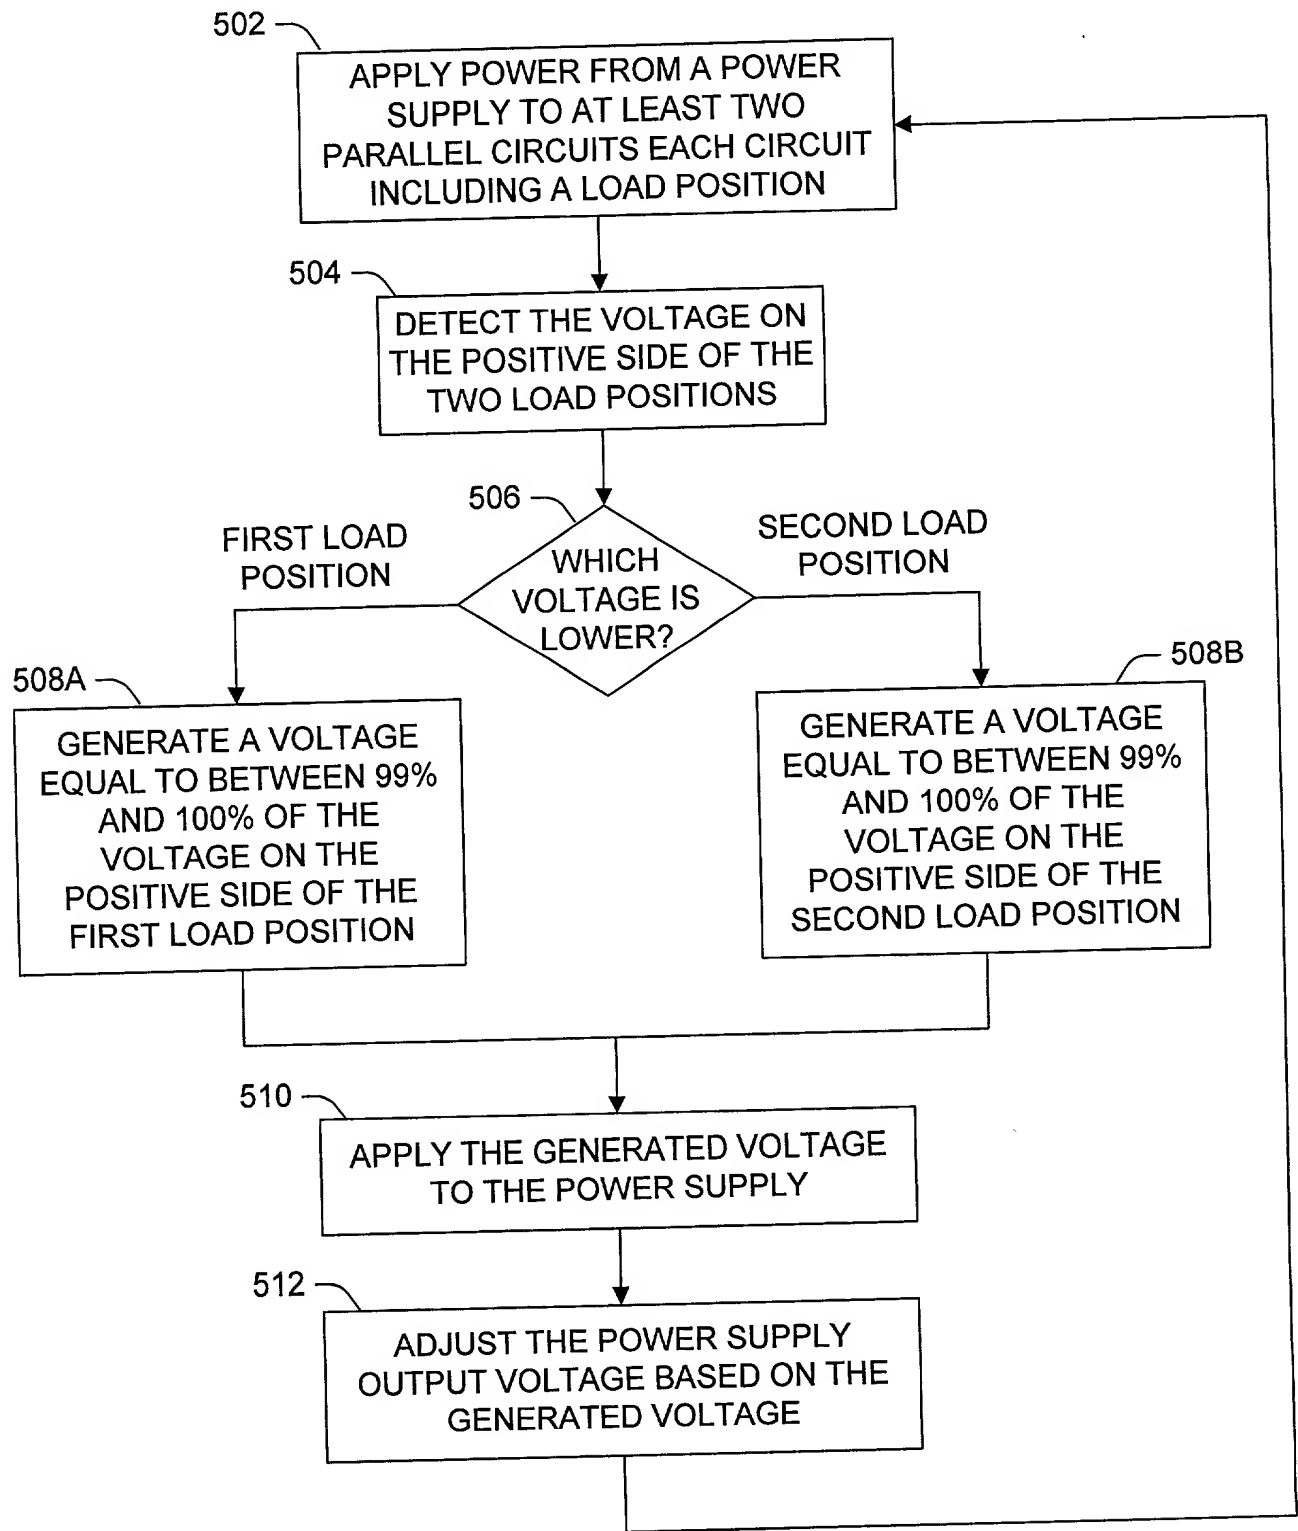 502
APPLY POWER FROM A POWER
SUPPLY TO AT LEAST TWO
PARALLEL CIRCUITS EACH CIRCUIT
INCLUDING A LOAD POSITION
504
DETECT THE VOLTAGE ON
THE POSITIVE SIDE OF THE
TWO LOAD POSITIONS
506
FIRST LOAD
POSITION
WHICH
VOLTAGE IS
LOWER?
SECOND LOAD
POSITION
508A
GENERATE A VOLTAGE
EQUAL TO BETWEEN 99%
AND 100% OF THE
VOLTAGE ON THE
POSITIVE SIDE OF THE
FIRST LOAD POSITION
508B
GENERATE A VOLTAGE
EQUAL TO BETWEEN 99%
AND 100% OF THE
VOLTAGE ON THE
POSITIVE SIDE OF THE
SECOND LOAD POSITION
510
APPLY THE GENERATED VOLTAGE
TO THE POWER SUPPLY
512
ADJUST THE POWER SUPPLY
OUTPUT VOLTAGE BASED ON THE
GENERATED VOLTAGE